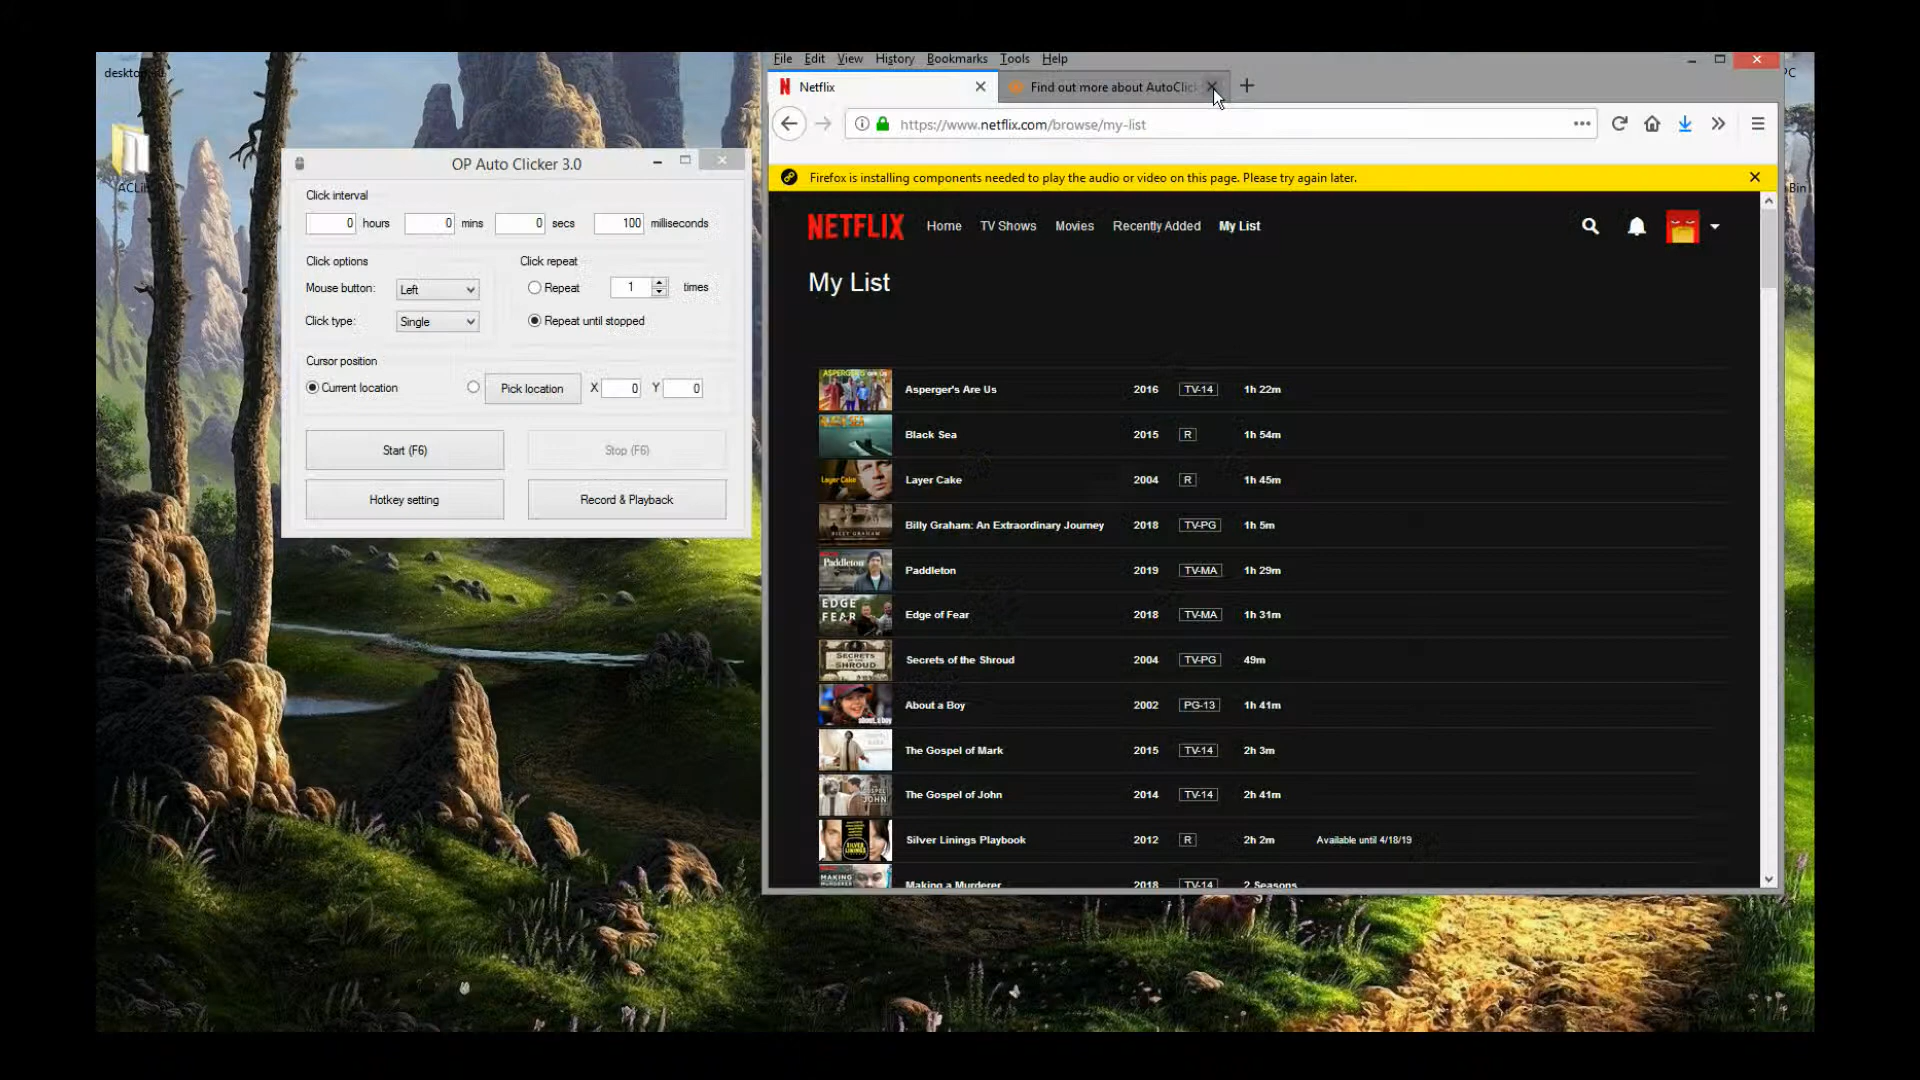 desktop
ACLib
PC
Bin
OP Auto Clicker 3.0
Click interval
0 hours 0 mins 0 secs 100 milliseconds
Click options
Mouse button: Left
Click type: Single
Click repeat
Repeat 1 times
Repeat until stopped
Cursor position
Current location Pick location X 0 Y 0
Start (F6) Stop (F6)
Hotkey setting Record & Playback
File Edit View History Bookmarks Tools Help
Netflix Find out more about AutoClic
https://www.netflix.com/browse/my-list
Firefox is installing components needed to play the audio or video on this page. Please try again later.
NETFLIX Home TV Shows Movies Recently Added My List
My List
Asperger's Are Us 2016 TV-14 1h 22m
Black Sea 2015 R 1h 54m
Layer Cake 2004 R 1h 45m
Billy Graham: An Extraordinary Journey 2018 TV-PG 1h 5m
Paddleton 2019 TV-MA 1h 29m
Edge of Fear 2018 TV-MA 1h 31m
Secrets of the Shroud 2004 TV-PG 49m
About a Boy 2002 PG-13 1h 41m
The Gospel of Mark 2015 TV-14 2h 3m
The Gospel of John 2014 TV-14 2h 41m
Silver Linings Playbook 2012 R 2h 2m Available until 4/18/19
Making a Murderer 2018 TV-14 2 Seasons